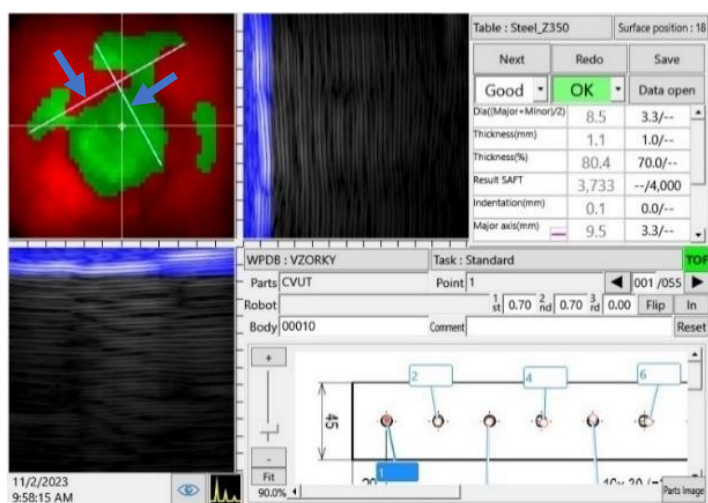 Table : Steel_Z350 Surface position : 18
Next Redo Save
Good OK Data open
Dia((Major+Minor)/2) 8.5 3.3/--
Thickness(mm) 1.1 1.0/--
Thickness(%) 80.4 70.0/--
Result SAFT 3,733 --/4,000
Indentation(mm) 0.1 0.0/--
Major axis(mm) 9.5 3.3/--
WPDB : VZORKY Task : Standard TOF
Parts CVUT Point 1 001 /055
Robot 1st 0.70 2nd 0.70 3rd 0.00 Flip In
Body 00010 Comment Reset
+
2 4 6
45
1
-
Fit
90.0%
Parts Image
11/2/2023
9:58:15 AM